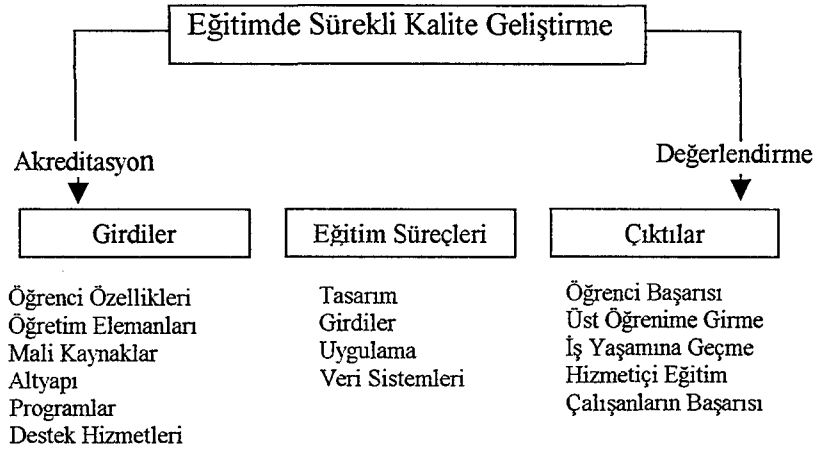 Eğitimde Sürekli Kalite Geliştirme
Akreditasyon
Değerlendirme
Girdiler
Eğitim Süreçleri
Çıktılar
Öğrenci Özellikleri
Öğretim Elemanları
Mali Kaynaklar
Altyapı
Programlar
Destek Hizmetleri
Tasarım
Girdiler
Uygulama
Veri Sistemleri
Öğrenci Başarısı
Üst Öğrenime Girme
İş Yaşamına Geçme
Hizmetiçi Eğitim
Çalışanların Başarısı